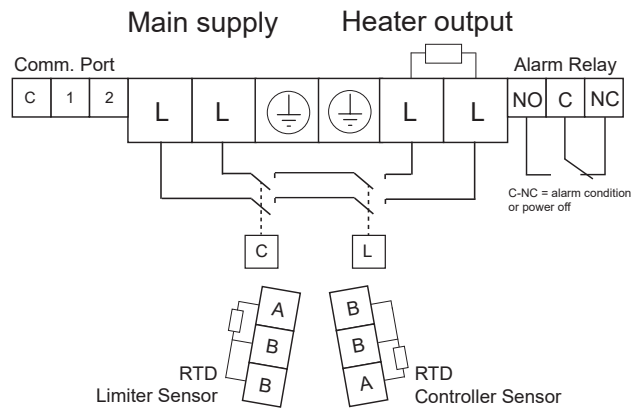 Main supply
Heater output
Comm. Port
Alarm Relay
C 1 2 L L L L NO C NC
C-NC = alarm condition
or power off
C
L
A
B
B
B
B
A
RTD
Limiter Sensor
RTD
Controller Sensor